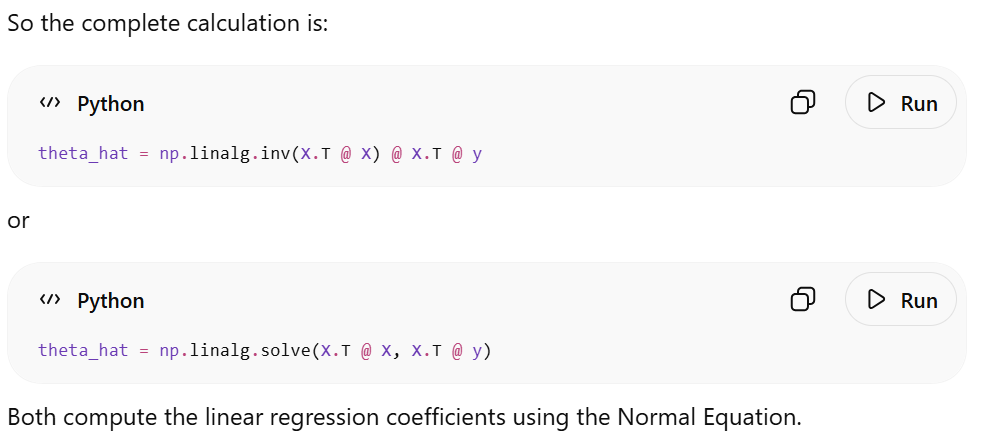 So the complete calculation is:
</> Python
Run
theta_hat = np.linalg.inv(X.T @ X) @ X.T @ y
or
</> Python
Run
theta_hat = np.linalg.solve(X.T @ X, X.T @ y)
Both compute the linear regression coefficients using the Normal Equation.